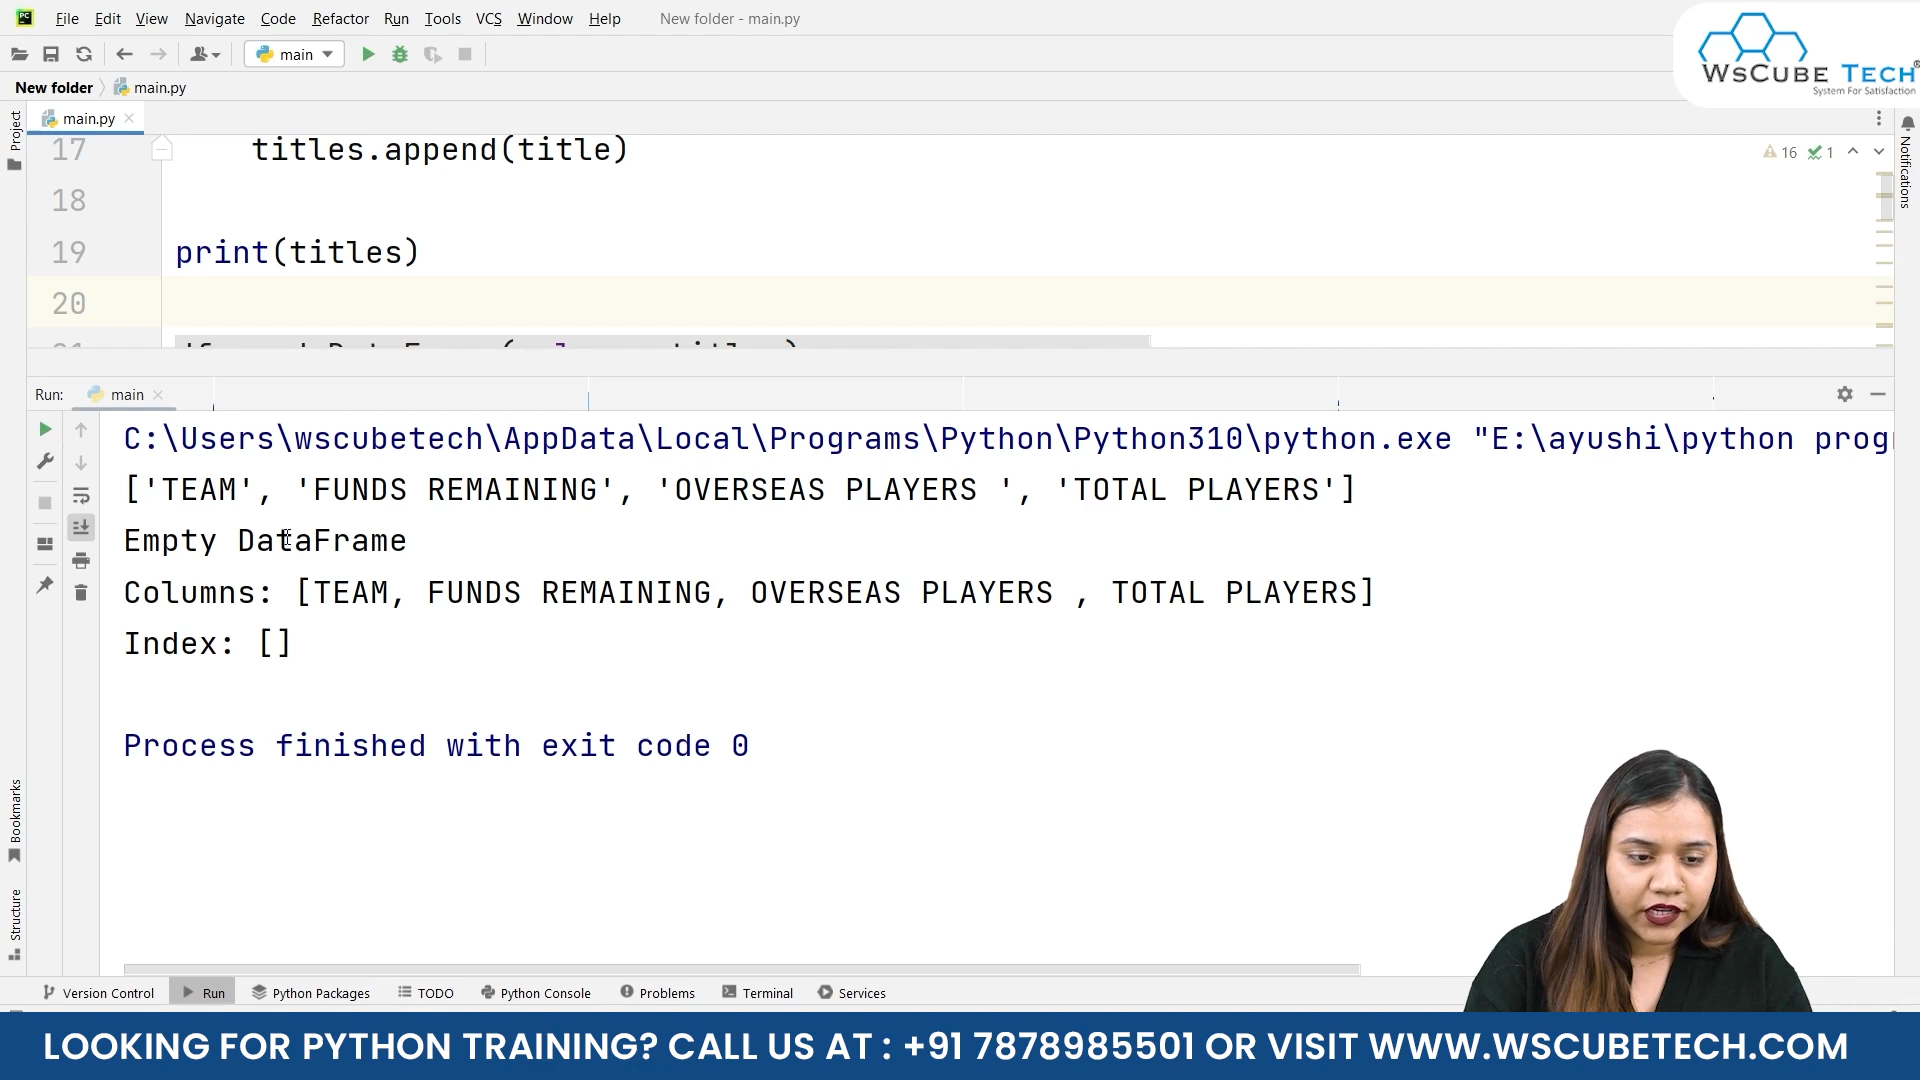 PC File Edit View Navigate Code Refactor Run Tools VCS Window Help New folder - main.py
main
WsCube Tech®
System For Satisfaction
New folder main.py
main.py
Project
Notifications
17 titles.append(title)
16 1
18
19 print(titles)
20
Run: main
C:\Users\wscubetech\AppData\Local\Programs\Python\Python310\python.exe "E:\ayushi\python
['TEAM', 'FUNDS REMAINING', 'OVERSEAS PLAYERS ', 'TOTAL PLAYERS']
Empty DataFrame
Columns: [TEAM, FUNDS REMAINING, OVERSEAS PLAYERS , TOTAL PLAYERS]
Index: []
Process finished with exit code 0
Bookmarks
Structure
Version Control Run Python Packages TODO Python Console Problems Terminal Services
LOOKING FOR PYTHON TRAINING? CALL US AT : +91 7878985501 OR VISIT WWW.WSCUBETECH.COM